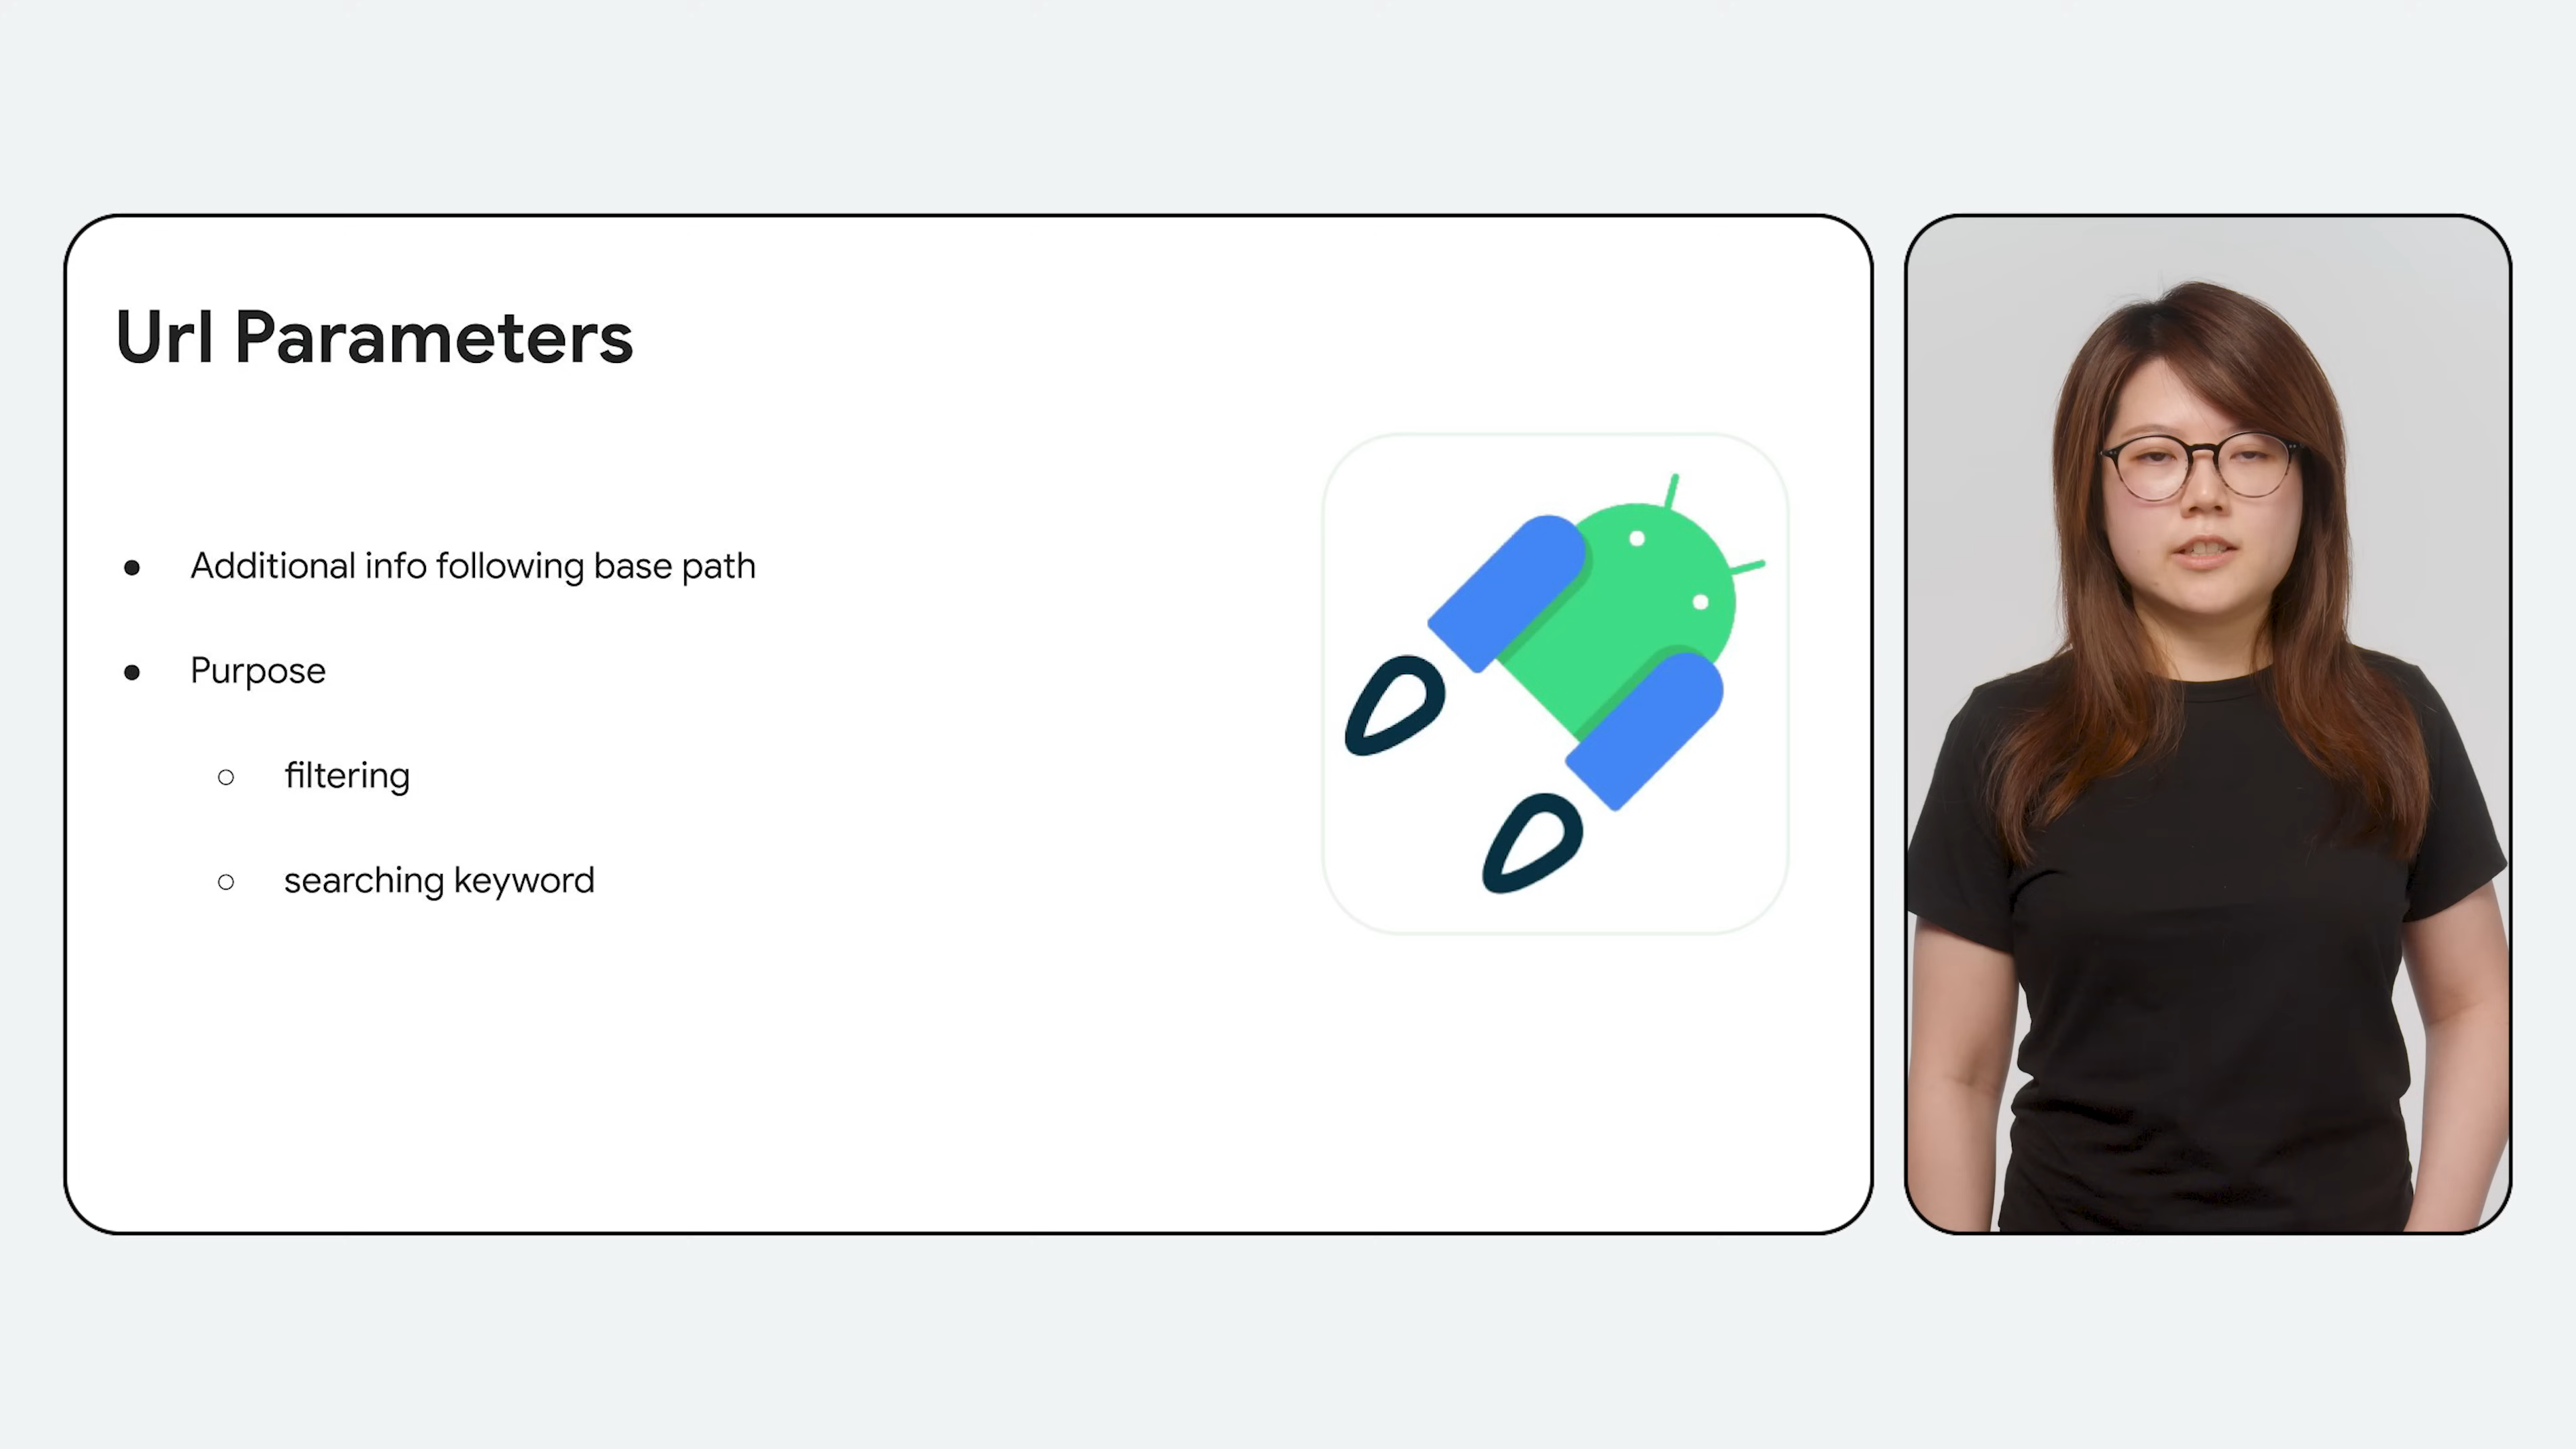 Url Parameters
● Additional info following base path
● Purpose
○ filtering
○ searching keyword